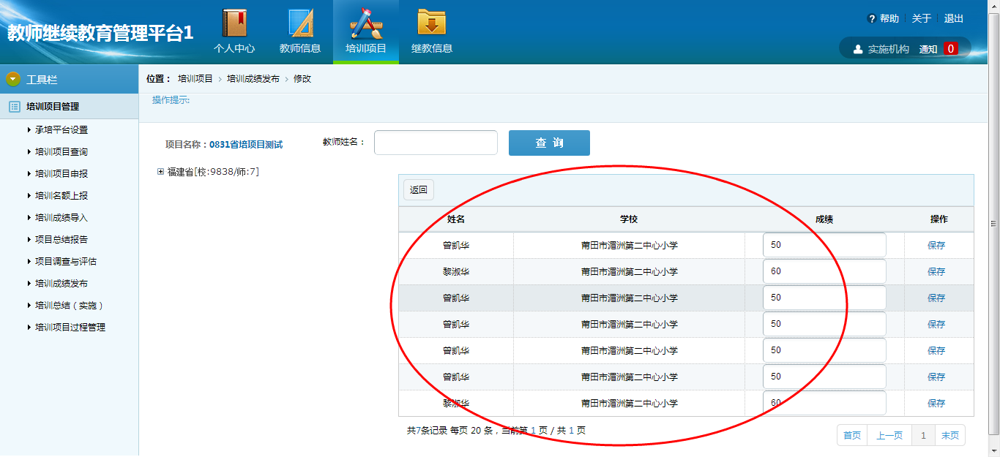 教师继续教育管理平台1
个人中心 教师信息 培训项目 继教信息
帮助 关于 退出
实施机构 通知 0
工具栏
培训项目管理
承培平台设置
培训项目查询
培训项目申报
培训名额上报
培训成绩导入
项目总结报告
项目调查与评估
培训成绩发布
培训总结（实施）
培训项目过程管理
位置： 培训项目 > 培训成绩发布 > 修改
操作提示:
项目名称：0831省培项目测试 教师姓名： 查 询
福建省[校:9838/师:7]
返回
姓名 学校 成绩 操作
曾凯华 莆田市湄洲第二中心小学 50 保存
黎淑华 莆田市湄洲第二中心小学 60 保存
曾凯华 莆田市湄洲第二中心小学 50 保存
曾凯华 莆田市湄洲第二中心小学 50 保存
曾凯华 莆田市湄洲第二中心小学 50 保存
曾凯华 莆田市湄洲第二中心小学 50 保存
黎淑华 莆田市湄洲第二中心小学 60 保存
共7条记录 每页 20 条，当前第 1 页 / 共 1 页
首页 上一页 1 末页